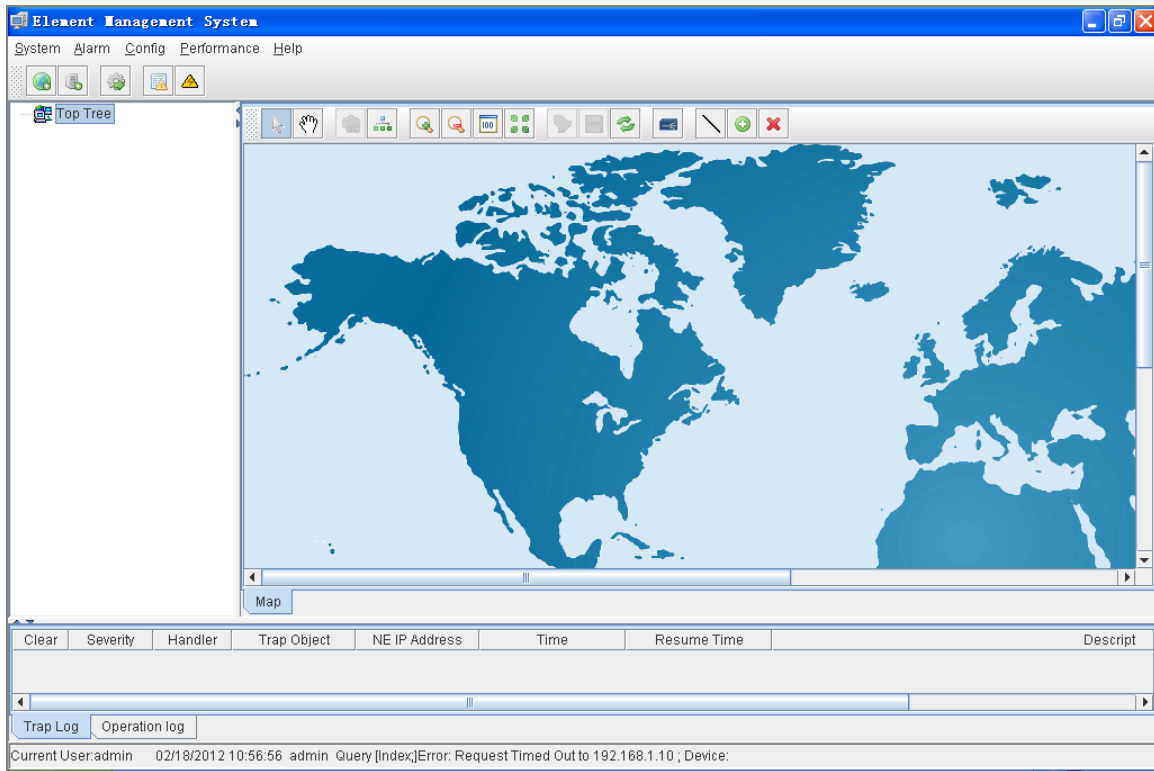 Element Management System
System Alarm Config Performance Help
Top Tree
100
Map
Clear Severity Handler Trap Object NE IP Address Time Resume Time Descript
Trap Log Operation log
Current User:admin 02/18/2012 10:56:56 admin Query [Index;]Error: Request Timed Out to 192.168.1.10 ; Device: